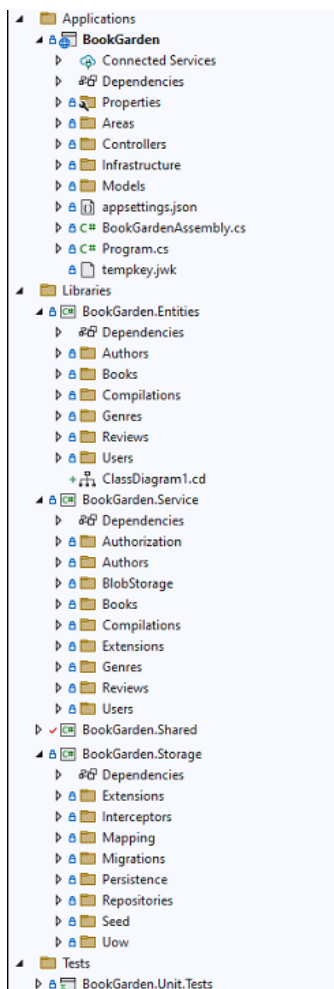 Applications
BookGarden
Connected Services
Dependencies
Properties
Areas
Controllers
Infrastructure
Models
appsettings.json
C# BookGardenAssembly.cs
C# Program.cs
tempkey.jwk
Libraries
C# BookGarden.Entities
Dependencies
Authors
Books
Compilations
Genres
Reviews
Users
ClassDiagram1.cd
C# BookGarden.Service
Dependencies
Authorization
Authors
BlobStorage
Books
Compilations
Extensions
Genres
Reviews
Users
C# BookGarden.Shared
C# BookGarden.Storage
Dependencies
Extensions
Interceptors
Mapping
Migrations
Persistence
Repositories
Seed
Uow
Tests
BookGarden.Unit.Tests